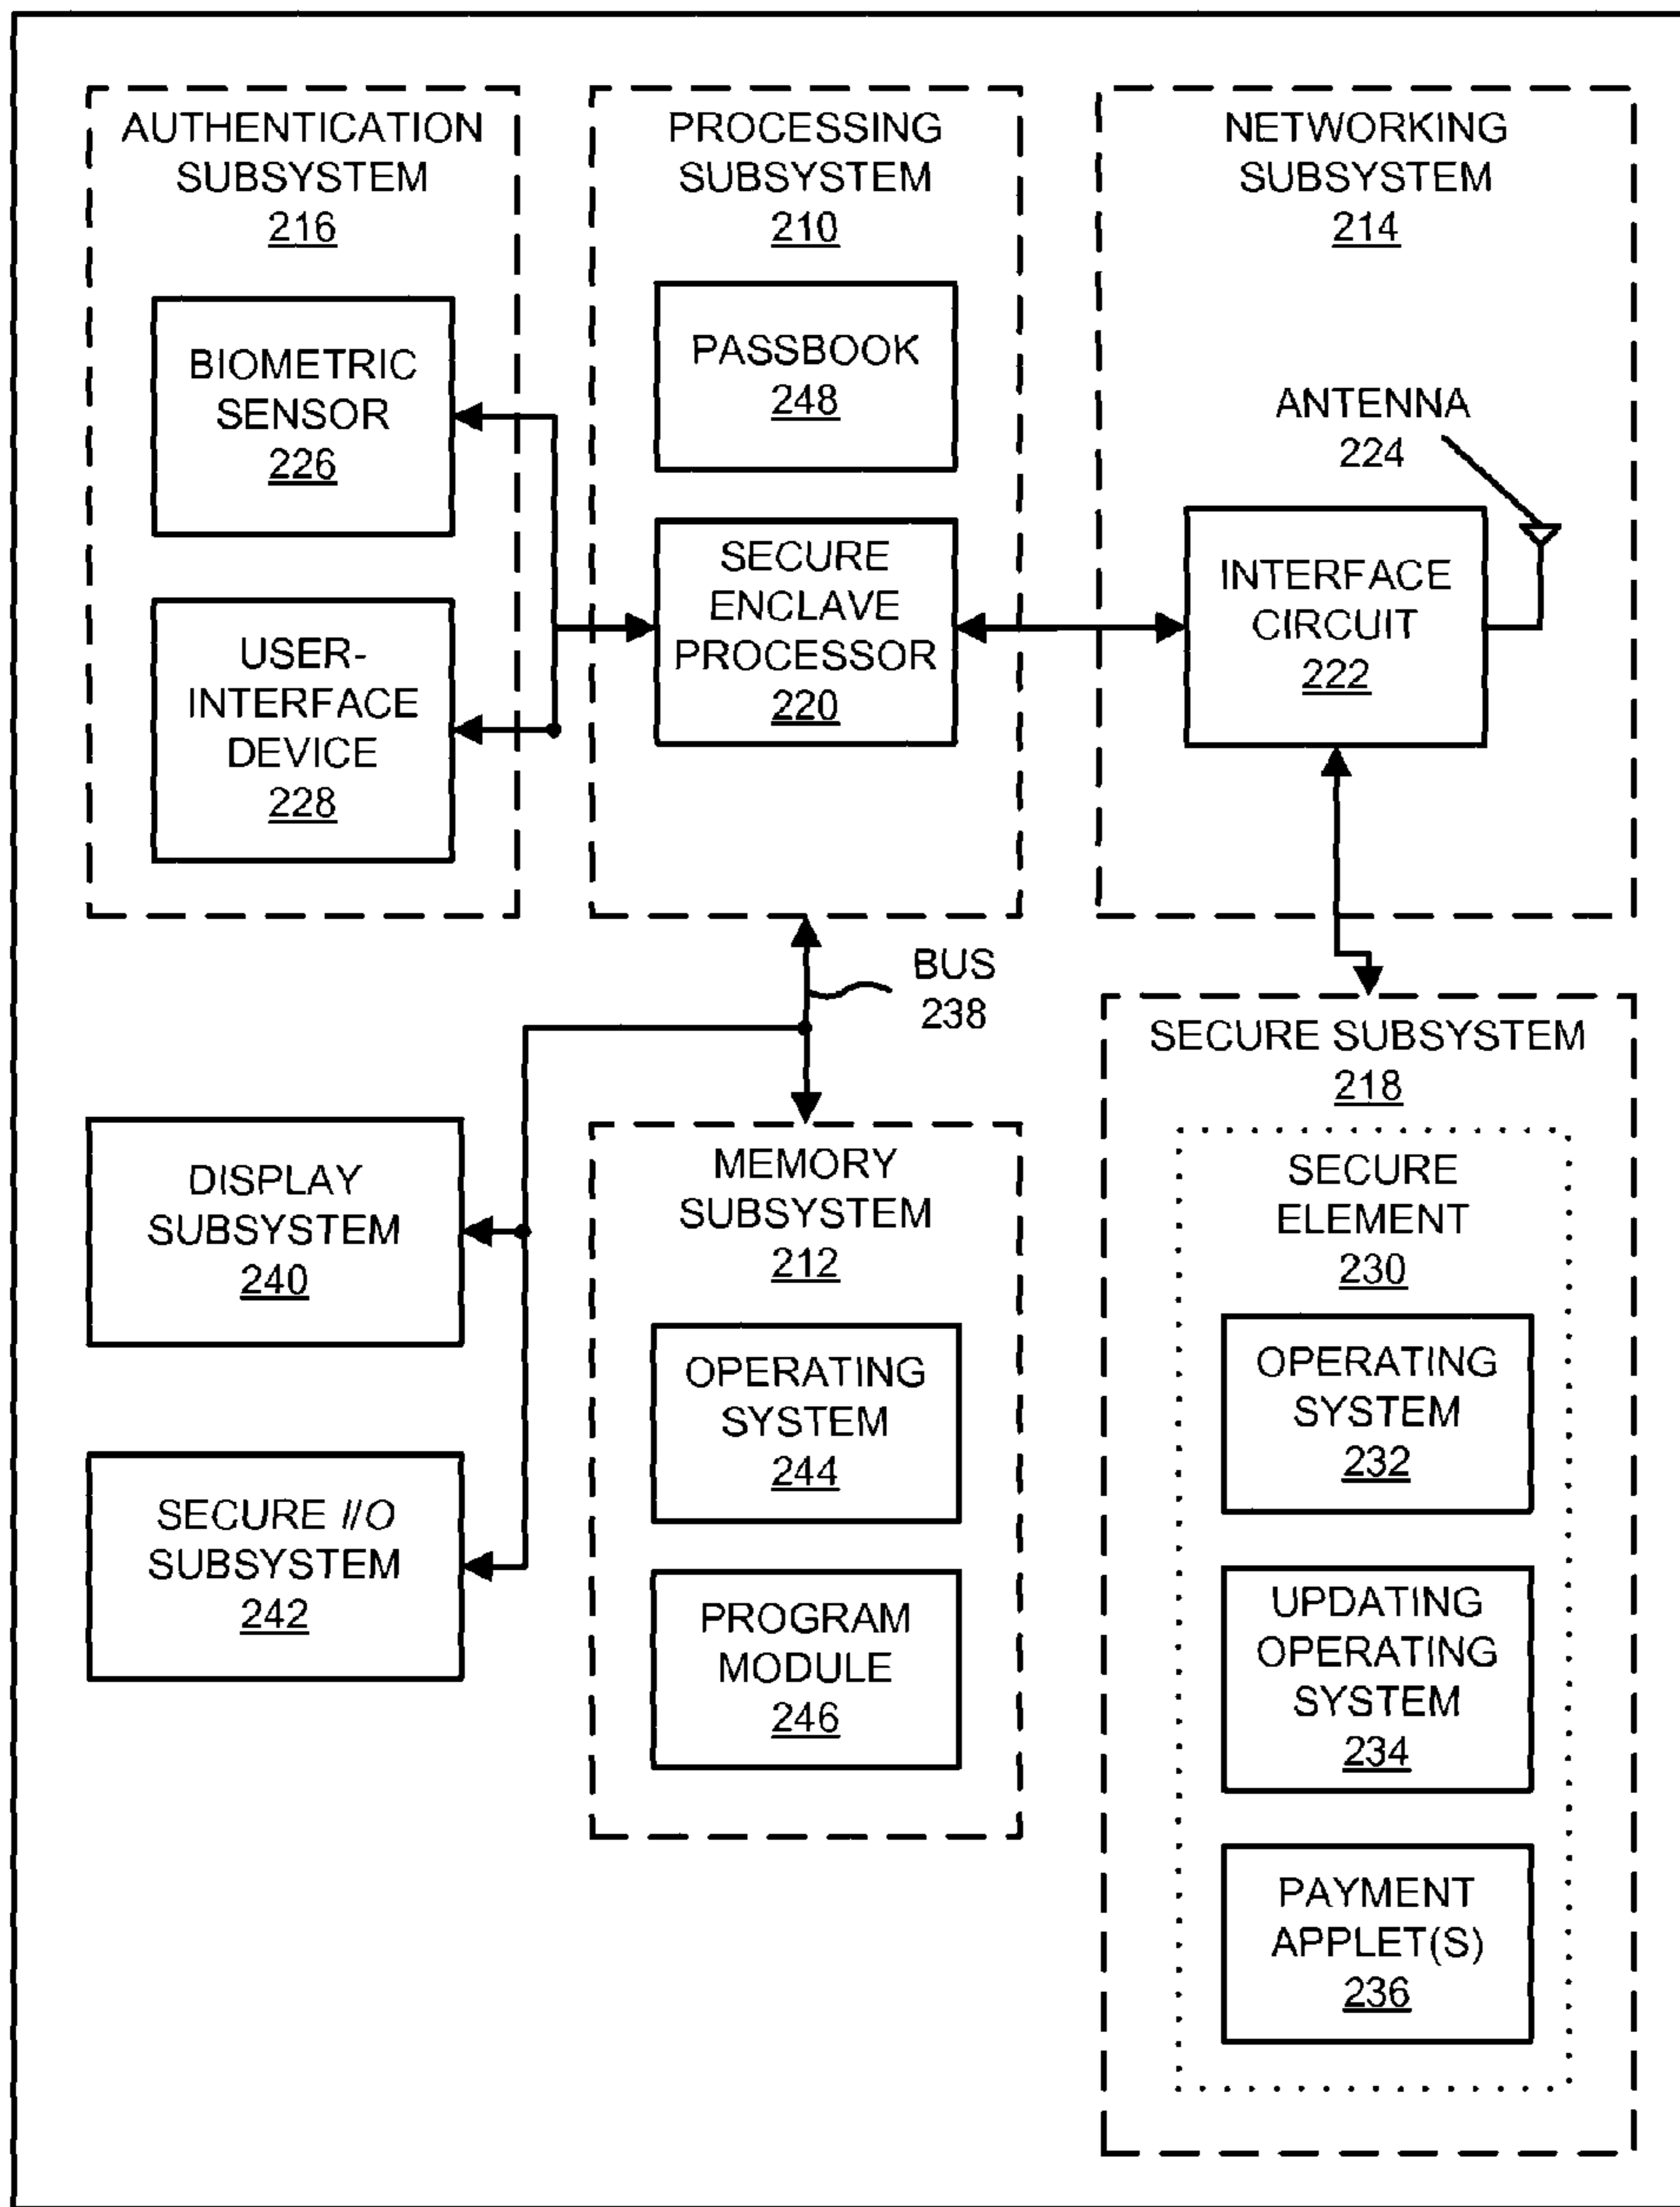 AUTHENTICATION
SUBSYSTEM
216
BIOMETRIC
SENSOR
226
USER-
INTERFACE
DEVICE
228
PROCESSING
SUBSYSTEM
210
PASSBOOK
248
SECURE
ENCLAVE
PROCESSOR
220
NETWORKING
SUBSYSTEM
214
ANTENNA
224
INTERFACE
CIRCUIT
222
BUS
238
DISPLAY
SUBSYSTEM
240
SECURE I/O
SUBSYSTEM
242
MEMORY
SUBSYSTEM
212
OPERATING
SYSTEM
244
PROGRAM
MODULE
246
SECURE SUBSYSTEM
218
SECURE
ELEMENT
230
OPERATING
SYSTEM
232
UPDATING
OPERATING
SYSTEM
234
PAYMENT
APPLET(S)
236